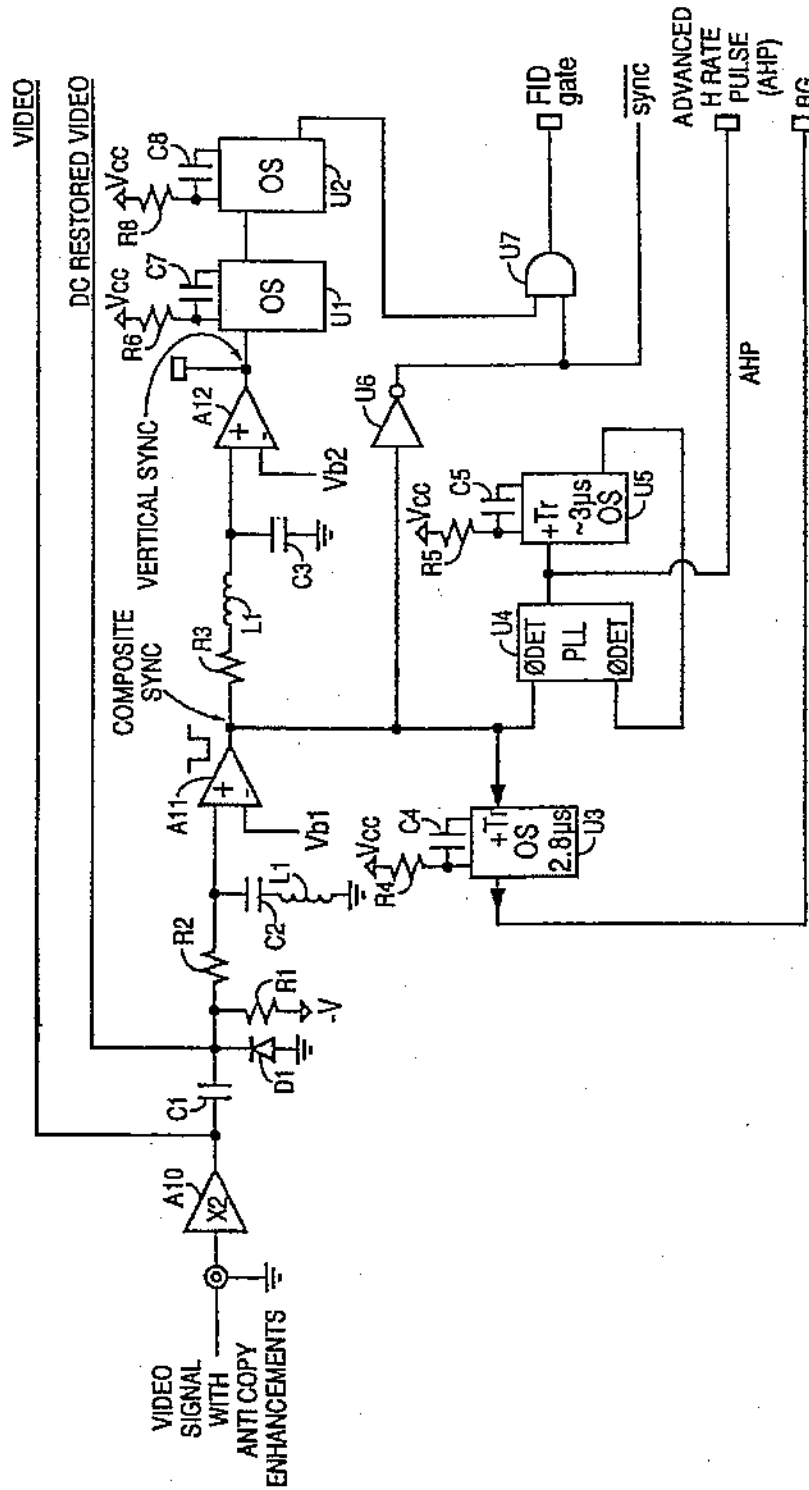 VIDEO
SIGNAL
WITH
ANTI COPY
ENHANCEMENTS
A10
X2
C1
D1
R1
-V
R2
C2
L1
A11
+
-
Vb1
COMPOSITE
SYNC
R3
L1
C3
VERTICAL SYNC
A12
+
-
Vb2
VIDEO
DC RESTORED VIDEO
R6
Vcc
C7
OS
U1
R8
Vcc
C8
OS
U2
U6
U7
FID
gate
sync
R4
Vcc
C4
+Tr
OS
2.8µs
U3
U4
ØDET
PLL
ØDET
R5
Vcc
C5
+Tr
~3µs
OS
U5
AHP
ADVANCED
H RATE
PULSE
(AHP)